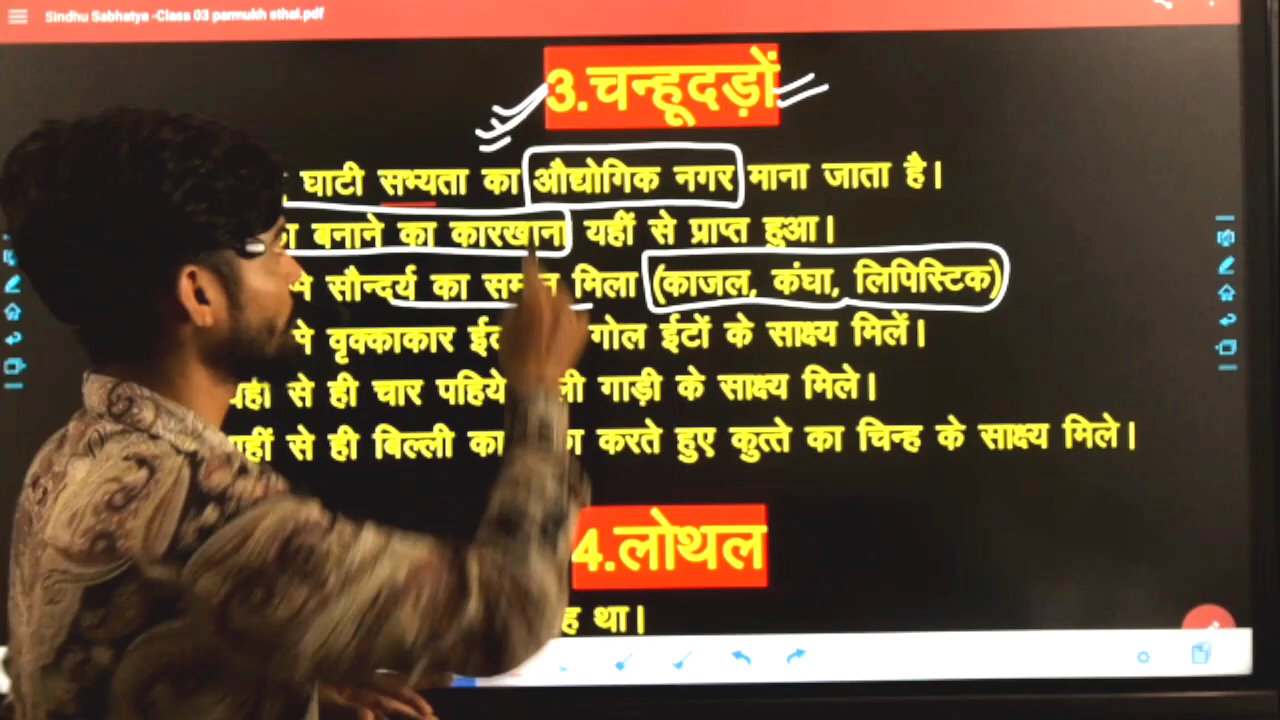 Sindhu Sabhatya -Class 03 parmukh sthal.pdf
3.चन्हूदड़ों
घाटी सभ्यता का औद्योगिक नगर माना जाता है।
बनाने का कारखाना यहीं से प्राप्त हुआ।
सौन्दर्य का मिला (काजल, कंघा, लिपिस्टिक)
वृक्काकार गोल ईटों के साक्ष्य मिलें।
से ही चार पहिये गाड़ी के साक्ष्य मिले।
से ही बिल्ली करते हुए कुत्ते का चिन्ह के साक्ष्य मिले।
4.लोथल
था।